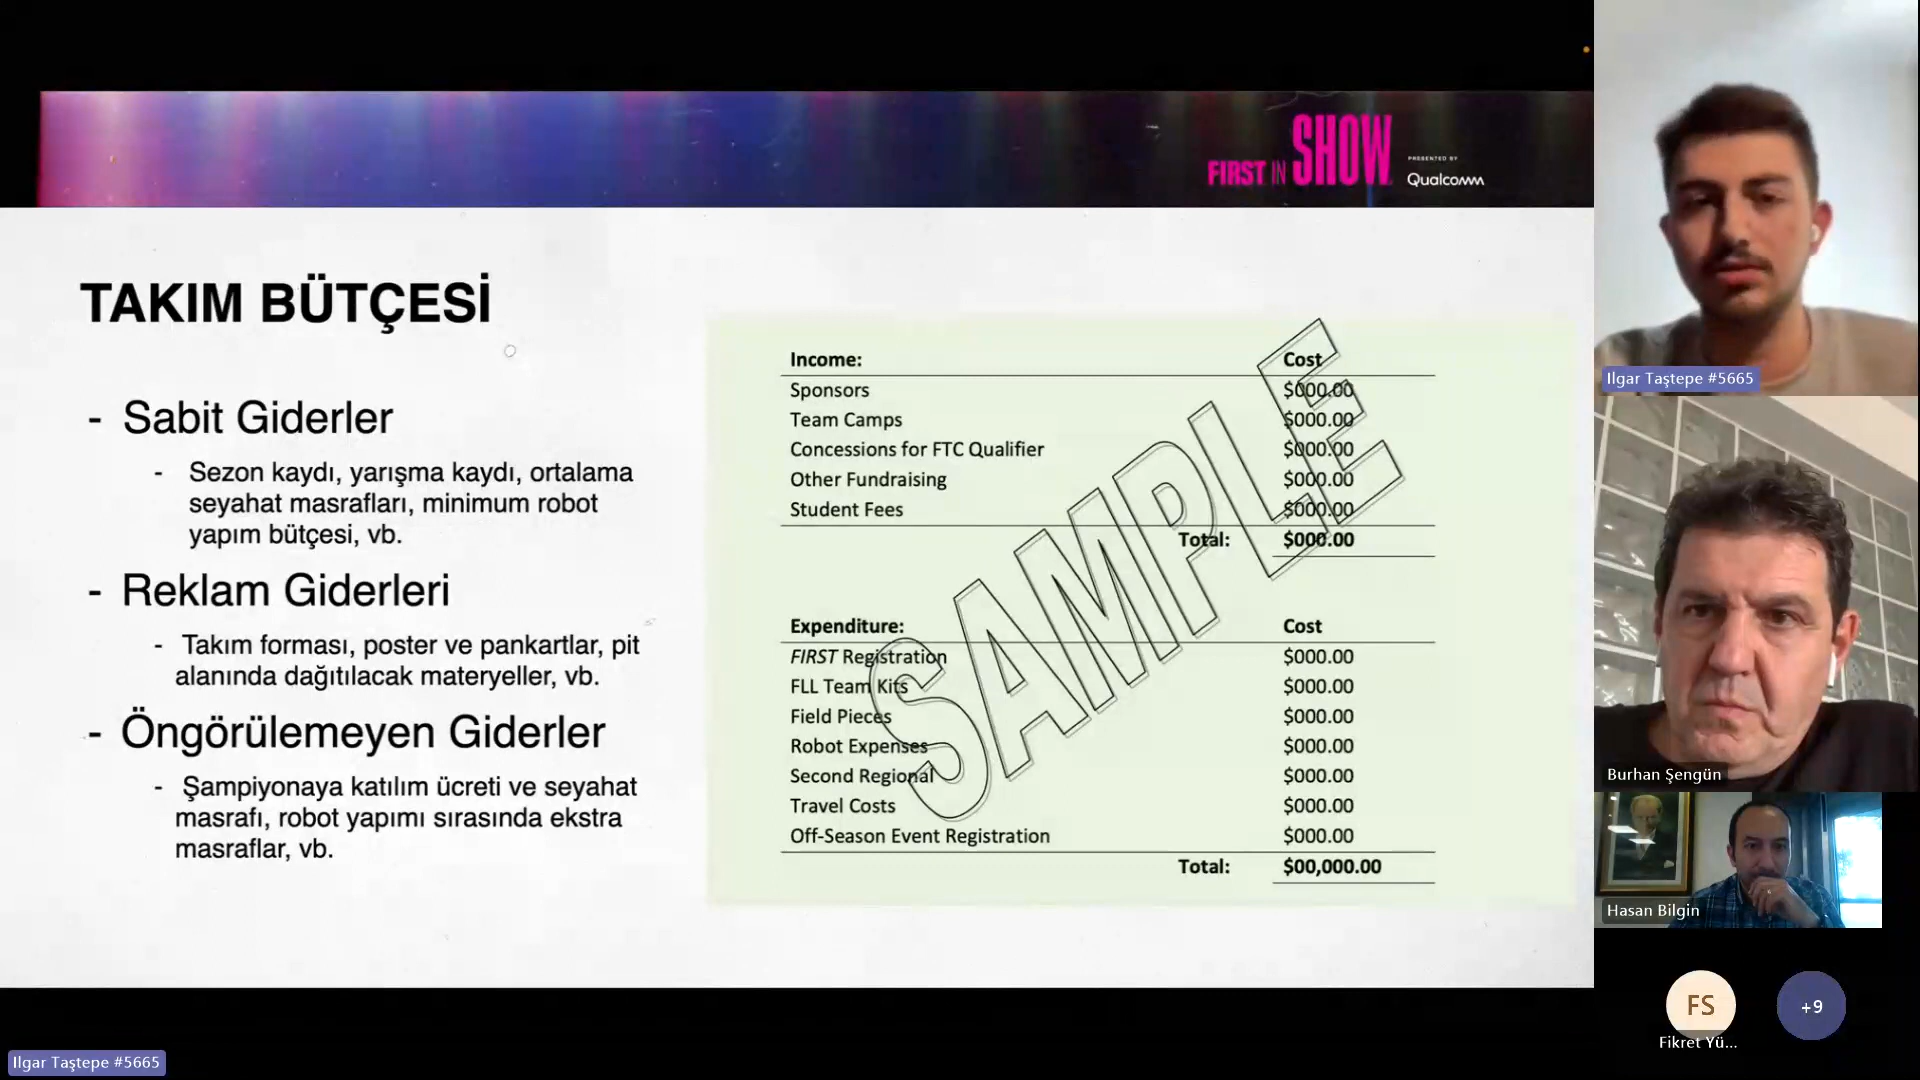 FIRST IN SHOW
PRESENTED BY
Qualcomm
TAKIM BÜTÇESİ
- Sabit Giderler
- Sezon kaydı, yarışma kaydı, ortalama
seyahat masrafları, minimum robot
yapım bütçesi, vb.
- Reklam Giderleri
- Takım forması, poster ve pankartlar, pit
alanında dağıtılacak materyeller, vb.
- Öngörülemeyen Giderler
- Şampiyonaya katılım ücreti ve seyahat
masrafı, robot yapımı sırasında ekstra
masraflar, vb.
Income: Cost
Sponsors $000.00
Team Camps $000.00
Concessions for FTC Qualifier $000.00
Other Fundraising $000.00
Student Fees $000.00
Total: $000.00
Expenditure: Cost
FIRST Registration $000.00
FLL Team Kits $000.00
Field Pieces $000.00
Robot Expenses $000.00
Second Regional $000.00
Travel Costs $000.00
Off-Season Event Registration $000.00
Total: $00,000.00
SAMPLE
Ilgar Taştepe #5665
Burhan Şengün
Hasan Bilgin
FS
Fikret Yü...
+9
Ilgar Taştepe #5665